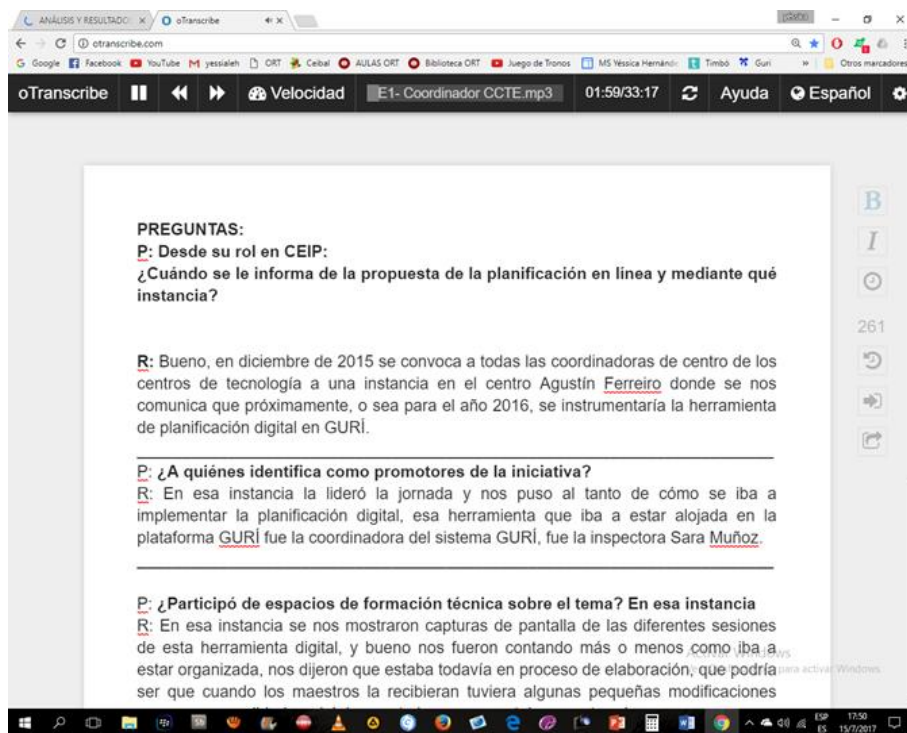 ANÁLISIS Y RESULTADO
oTranscribe
otranscribe.com
Google Facebook YouTube yessialeh ORT Ceibal AULAS ORT Biblioteca ORT Juego de Tronos MS Yéssica Hernánd Timbó Guri » Otros marcadores
oTranscribe Velocidad E1- Coordinador CCTE.mp3 01:59/33:17 Ayuda Español
PREGUNTAS:
P: Desde su rol en CEIP:
¿Cuándo se le informa de la propuesta de la planificación en línea y mediante qué
instancia?
R: Bueno, en diciembre de 2015 se convoca a todas las coordinadoras de centro de los
centros de tecnología a una instancia en el centro Agustín Ferreiro donde se nos
comunica que próximamente, o sea para el año 2016, se instrumentaría la herramienta
de planificación digital en GURÍ.
P: ¿A quiénes identifica como promotores de la iniciativa?
R: En esa instancia la lideró la jornada y nos puso al tanto de cómo se iba a
implementar la planificación digital, esa herramienta que iba a estar alojada en la
plataforma GURÍ fue la coordinadora del sistema GURÍ, fue la inspectora Sara Muñoz.
P: ¿Participó de espacios de formación técnica sobre el tema? En esa instancia
R: En esa instancia se nos mostraron capturas de pantalla de las diferentes sesiones
de esta herramienta digital, y bueno nos fueron contando más o menos como iba a
estar organizada, nos dijeron que estaba todavía en proceso de elaboración, que podría
ser que cuando los maestros la recibieran tuviera algunas pequeñas modificaciones
B
I
261
Activar Windows
para activar Windows.
ESP
ES
17:50
15/7/2017